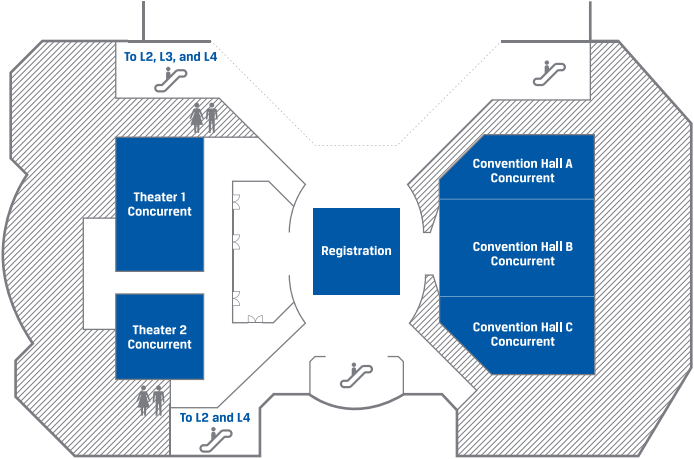 To L2, L3, and L4
Theater 1
Concurrent
Convention Hall A
Concurrent
Registration
Convention Hall B
Concurrent
Theater 2
Concurrent
Convention Hall C
Concurrent
To L2 and L4